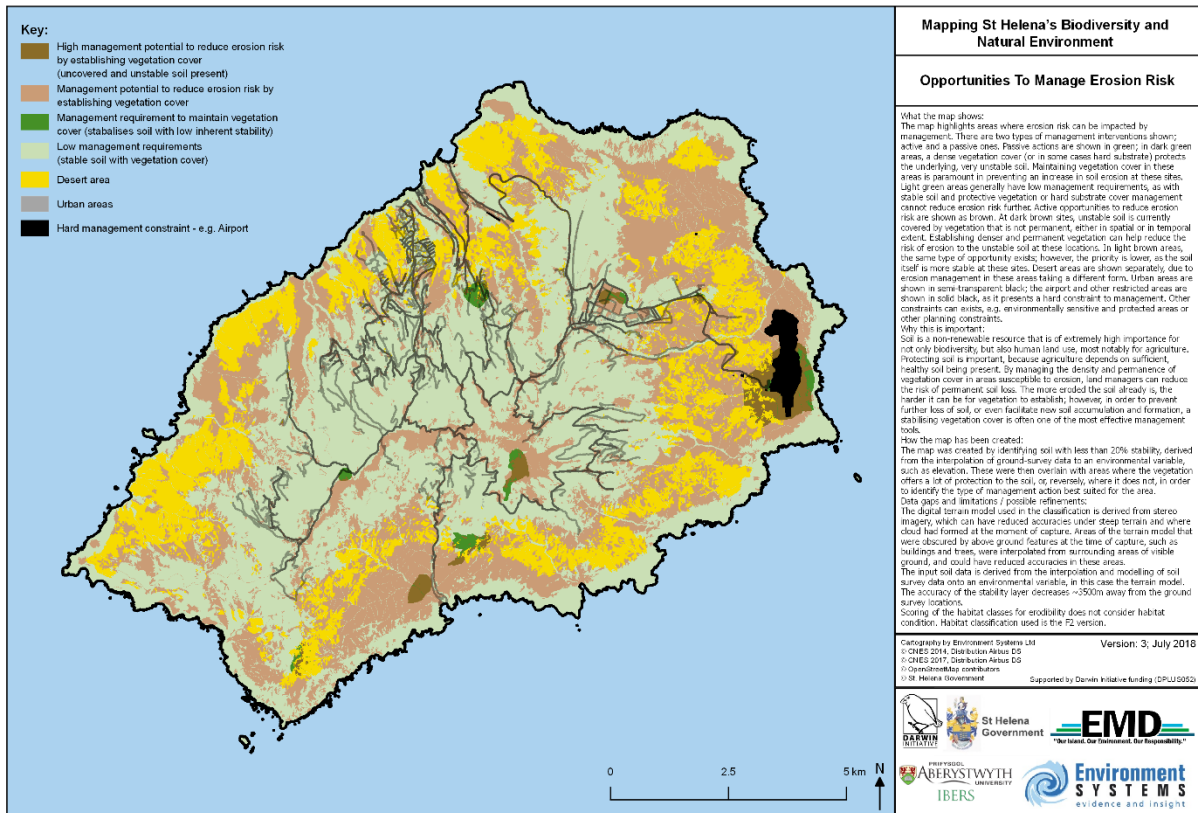 Key:
High management potential to reduce erosion risk
by establishing vegetation cover
(uncovered and unstable soil present)
Management potential to reduce erosion risk by
establishing vegetation cover
Management requirement to maintain vegetation
cover (stabalises soil with low inherent stability)
Low management requirements
(stable soil with vegetation cover)
Desert area
Urban areas
Hard management constraint - e.g. Airport
0
2.5
5 km
N
Mapping St Helena's Biodiversity and
Natural Environment
Opportunities To Manage Erosion Risk
What the map shows:
The map highlights areas where erosion risk can be impacted by
management. There are two types of management interventions shown;
active and a passive ones. Passive actions are shown in green; in dark green
areas, a dense vegetation cover (or in some cases hard substrate) protects
the underlying, very unstable soil. Maintaining vegetation cover in these
areas is paramount in preventing an increase in soil erosion at these sites.
Light green areas generally have low management requirements, as with
stable soil and protective vegetation or hard substrate cover management
cannot reduce erosion risk further. Active opportunities to reduce erosion
risk are shown as brown. At dark brown sites, unstable soil is currently
covered by vegetation that is not permanent, either in spatial or in temporal
extent. Establishing denser and permanent vegetation can help reduce the
risk of erosion to the unstable soil at these locations. In light brown areas,
the same type of opportunity exists; however, the priority is lower, as the soil
itself is more stable at these sites. Desert areas are shown separately, due to
erosion management in these areas taking a different form. Urban areas are
shown in semi-transparent black; the airport and other restricted areas are
shown in solid black, as it presents a hard constraint to management. Other
constraints can exists, e.g. environmentally sensitive and protected areas or
other planning constraints.
Why this is important:
Soil is a non-renewable resource that is of extremely high importance for
not only biodiversity, but also human land use, most notably for agriculture.
Protecting soil is important, because agriculture depends on sufficient,
healthy soil being present. By managing the density and permanence of
vegetation cover in areas susceptible to erosion, land managers can reduce
the risk of permanent soil loss. The more eroded the soil already is, the
harder it can be for vegetation to establish; however, in order to prevent
further loss of soil, or even facilitate new soil accumulation and formation, a
stabilising vegetation cover is often one of the most effective management
tools.
How the map has been created:
The map was created by identifying soil with less than 20% stability, derived
from the interpolation of ground-survey data to an environmental variable,
such as elevation. These were then overlain with areas where the vegetation
offers a lot of protection to the soil, or, reversely, where it does not, in order
to identify the type of management action best suited for the area.
Data gaps and limitations / possible refinements:
The digital terrain model used in the classification is derived from stereo
imagery, which can have reduced accuracies under steep terrain and where
cloud had formed at the moment of capture. Areas of the terrain model that
were obscured by above ground features at the time of capture, such as
buildings and trees, were interpolated from surrounding areas of visible
ground, and could have reduced accuracies in these areas.
The input soil data is derived from the interpolation and modelling of soil
survey data onto an environmental variable, in this case the terrain model.
The accuracy of the stability layer decreases ~3500m away from the ground
survey locations.
Scoring of the habitat classes for erodibility does not consider habitat
condition. Habitat classification used is the F2 version.
Cartography by Environment Systems Ltd
© CNES 2014, Distribution Airbus DS
© CNES 2017, Distribution Airbus DS
© OpenStreetMap contributors
© St. Helena Government
Version: 3; July 2018
Supported by Darwin Initiative funding (DPLUS052)
DARWIN
INITIATIVE
St Helena
Government
EMD
"Our Island. Our Environment. Our Responsibility."
PRIFYSGOL
ABERYSTWYTH
UNIVERSITY
IBERS
Environment
SYSTEMS
evidence and insight